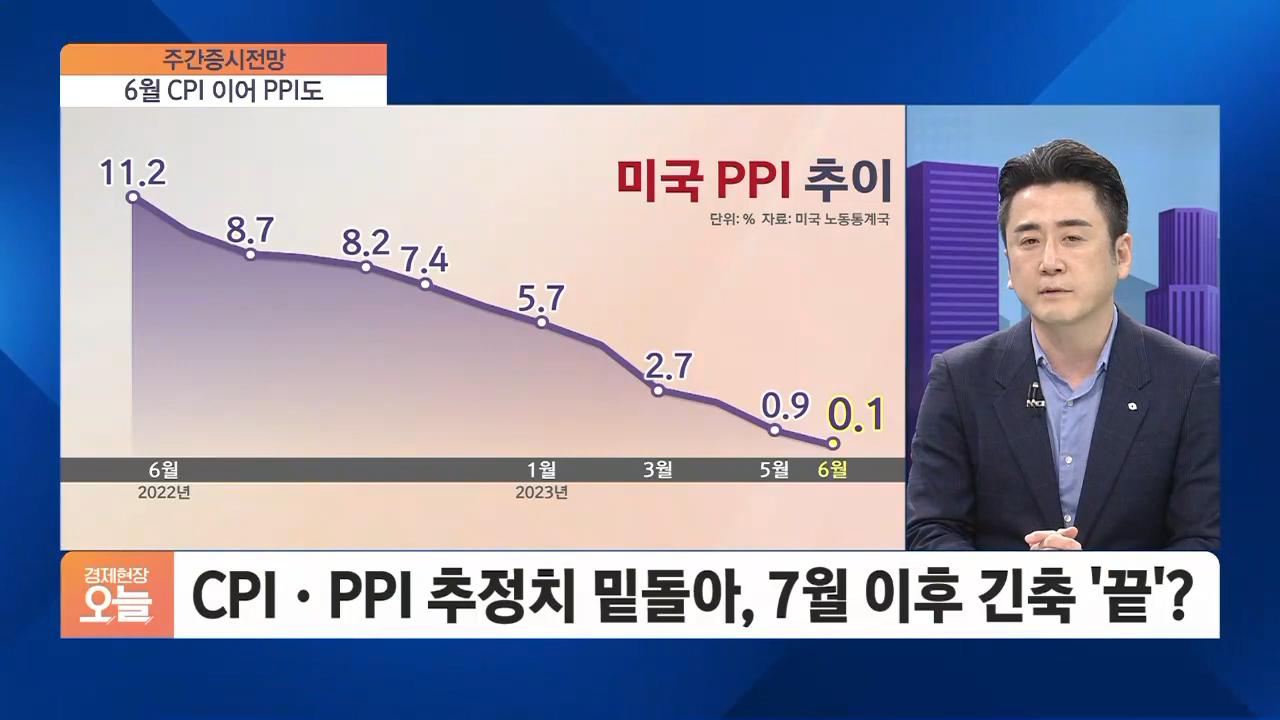 주간증시전망
6월 CPI 이어 PPI도
미국 PPI 추이
단위: % 자료: 미국 노동통계국
11.2
8.7
8.2
7.4
5.7
2.7
0.9
0.1
6월
1월
3월
5월
6월
2022년
2023년
경제현장
오늘
CPI · PPI 추정치 밑돌아, 7월 이후 긴축 '끝'?